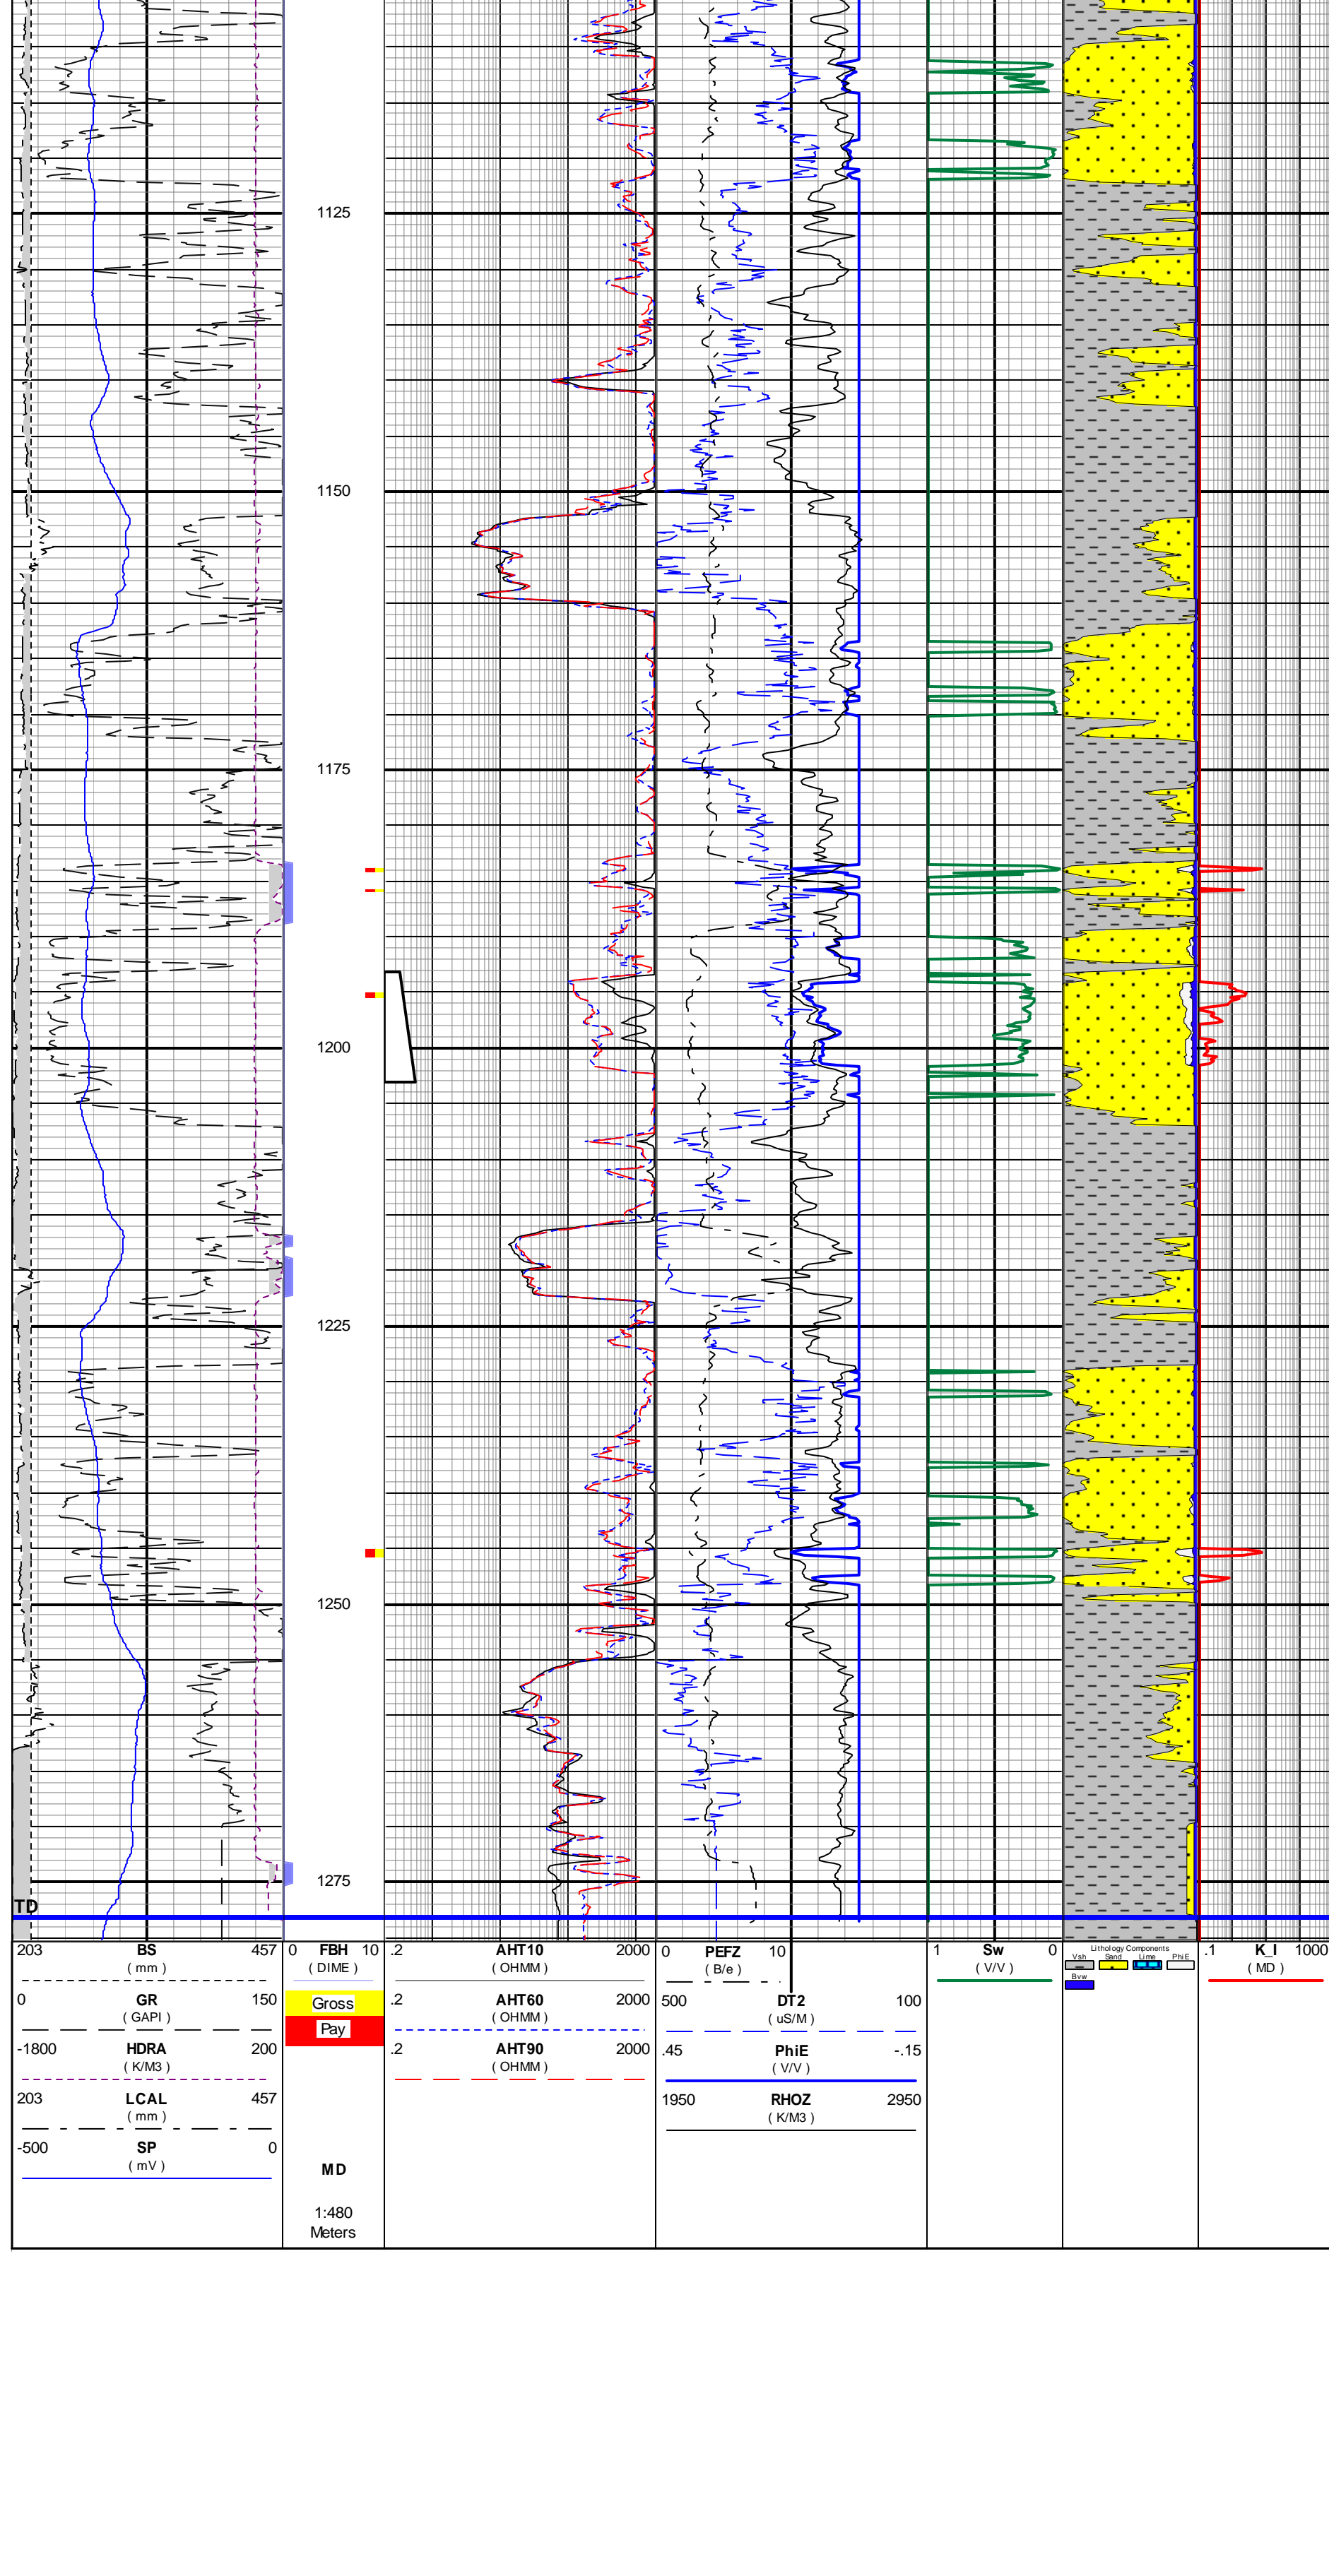 1125
1150
1175
1200
1225
1250
1275
TD
203 BS 457
( mm )
0 GR 150
( GAPI )
-1800 HDRA 200
( K/M3 )
203 LCAL 457
( mm )
-500 SP 0
( mV )
0 FBH 10
( DIME )
Gross
Pay
MD
1:480
Meters
.2 AHT10 2000
( OHMM )
.2 AHT60 2000
( OHMM )
.2 AHT90 2000
( OHMM )
0 PEFZ 10
( B/e )
500 DT2 100
( uS/M )
.45 PhiE -.15
( V/V )
1950 RHOZ 2950
( K/M3 )
1 Sw 0
( V/V )
Lithology Components
Vsh Sand Lime PhiE
Bvw
.1 K_I 1000
( MD )